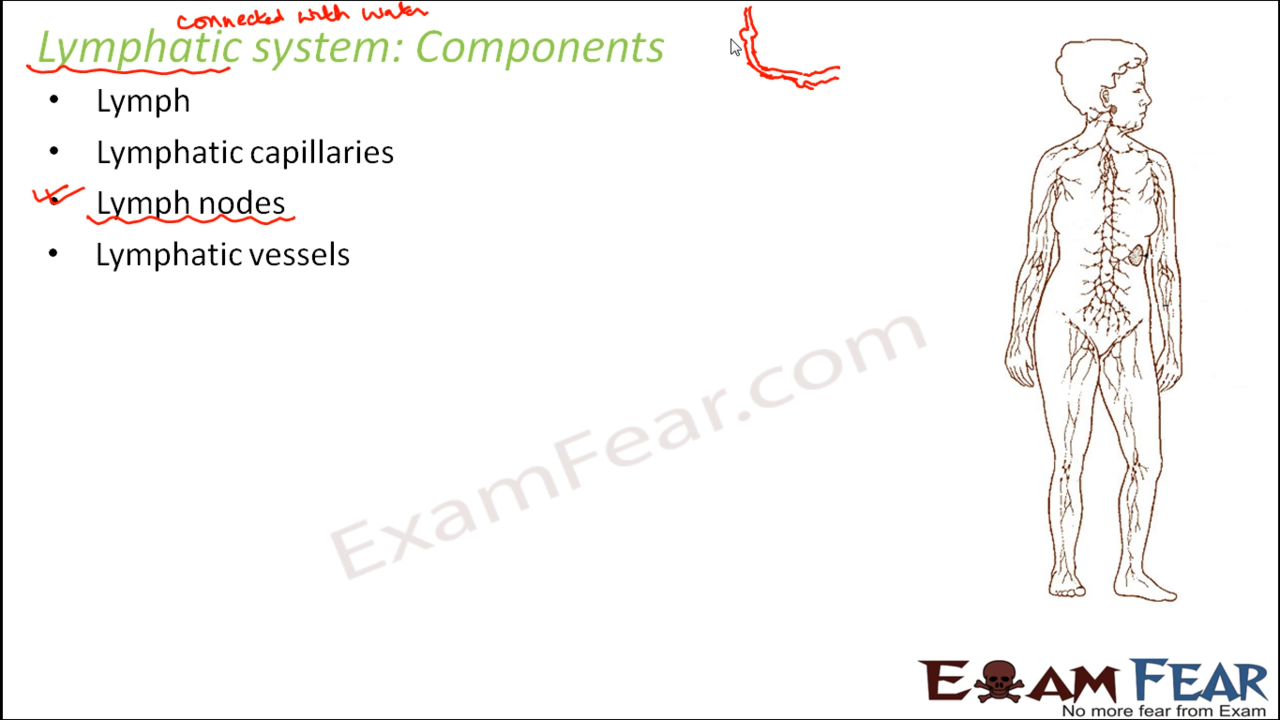 connected with water
Lymphatic system: Components
• Lymph
• Lymphatic capillaries
• Lymph nodes
• Lymphatic vessels
ExamFear.com
EXAM FEAR
No more fear from Exam